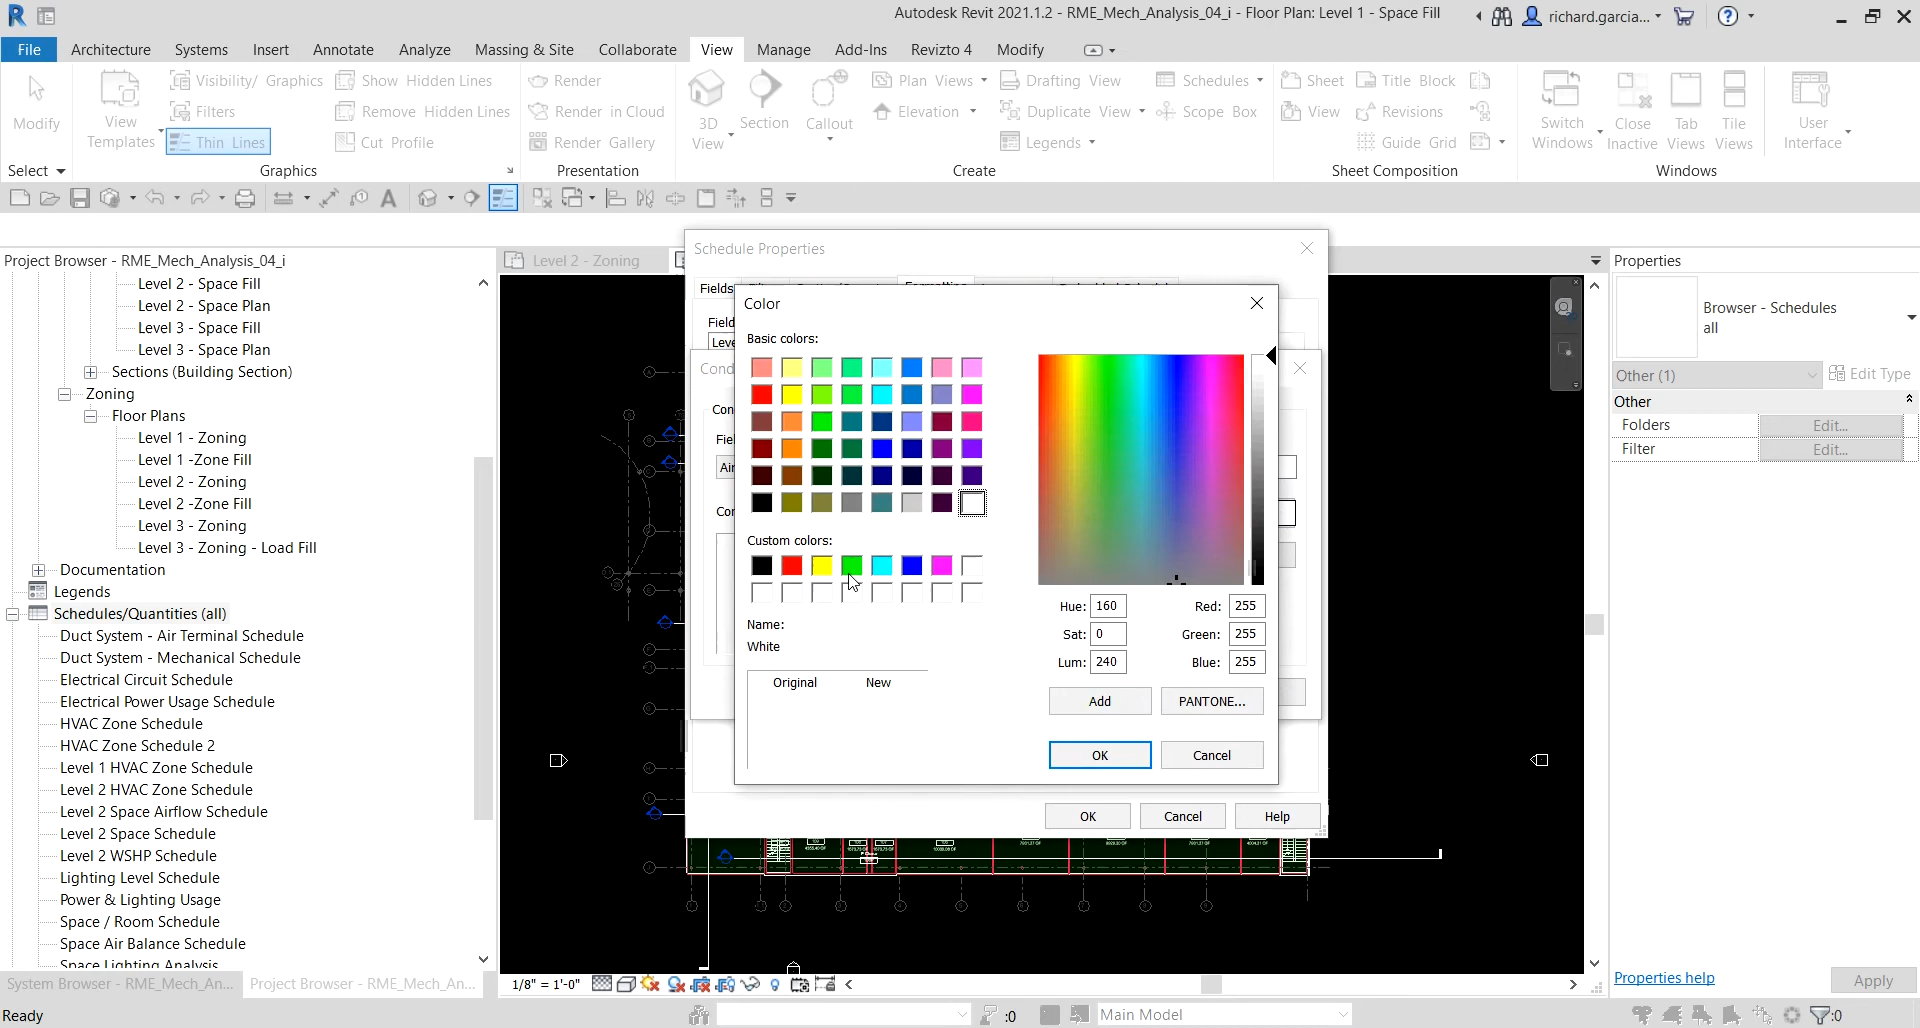 Autodesk Revit 2021.1.2 - RME_Mech_Analysis_04_i - Floor Plan: Level 1 - Space Fill
richard.garcia...
File Architecture Systems Insert Annotate Analyze Massing & Site Collaborate View Manage Add-Ins Revizto 4 Modify
Modify
View Templates
Visibility/ Graphics
Filters
Thin Lines
Show Hidden Lines
Remove Hidden Lines
Cut Profile
Render
Render in Cloud
Render Gallery
3D View
Section
Callout
Plan Views
Elevation
Drafting View
Duplicate View
Legends
Schedules
Scope Box
Sheet
View
Title Block
Revisions
Guide Grid
Switch Windows
Close Inactive
Tab Views
Tile Views
User Interface
Select Graphics Presentation Create Sheet Composition Windows
Project Browser - RME_Mech_Analysis_04_i
Level 2 - Space Fill
Level 2 - Space Plan
Level 3 - Space Fill
Level 3 - Space Plan
Sections (Building Section)
Zoning
Floor Plans
Level 1 - Zoning
Level 1 -Zone Fill
Level 2 - Zoning
Level 2 -Zone Fill
Level 3 - Zoning
Level 3 - Zoning - Load Fill
Documentation
Legends
Schedules/Quantities (all)
Duct System - Air Terminal Schedule
Duct System - Mechanical Schedule
Electrical Circuit Schedule
Electrical Power Usage Schedule
HVAC Zone Schedule
HVAC Zone Schedule 2
Level 1 HVAC Zone Schedule
Level 2 HVAC Zone Schedule
Level 2 Space Airflow Schedule
Level 2 Space Schedule
Level 2 WSHP Schedule
Lighting Level Schedule
Power & Lighting Usage
Space / Room Schedule
Space Air Balance Schedule
Space Lighting Analysis
System Browser - RME_Mech_An...
Project Browser - RME_Mech_An...
Level 2 - Zoning
Schedule Properties
Fields
Formatting
Field
Leve
Cond
Con
Fiel
Air
Con
Color
Basic colors:
Custom colors:
Name:
White
Original New
Hue: 160
Sat: 0
Lum: 240
Red: 255
Green: 255
Blue: 255
Add PANTONE...
OK Cancel
OK Cancel Help
Properties
Browser - Schedules
all
Other (1) Edit Type
Other
Folders Edit...
Filter Edit...
Properties help Apply
1/8" = 1'-0"
Ready
:0
Main Model
:0